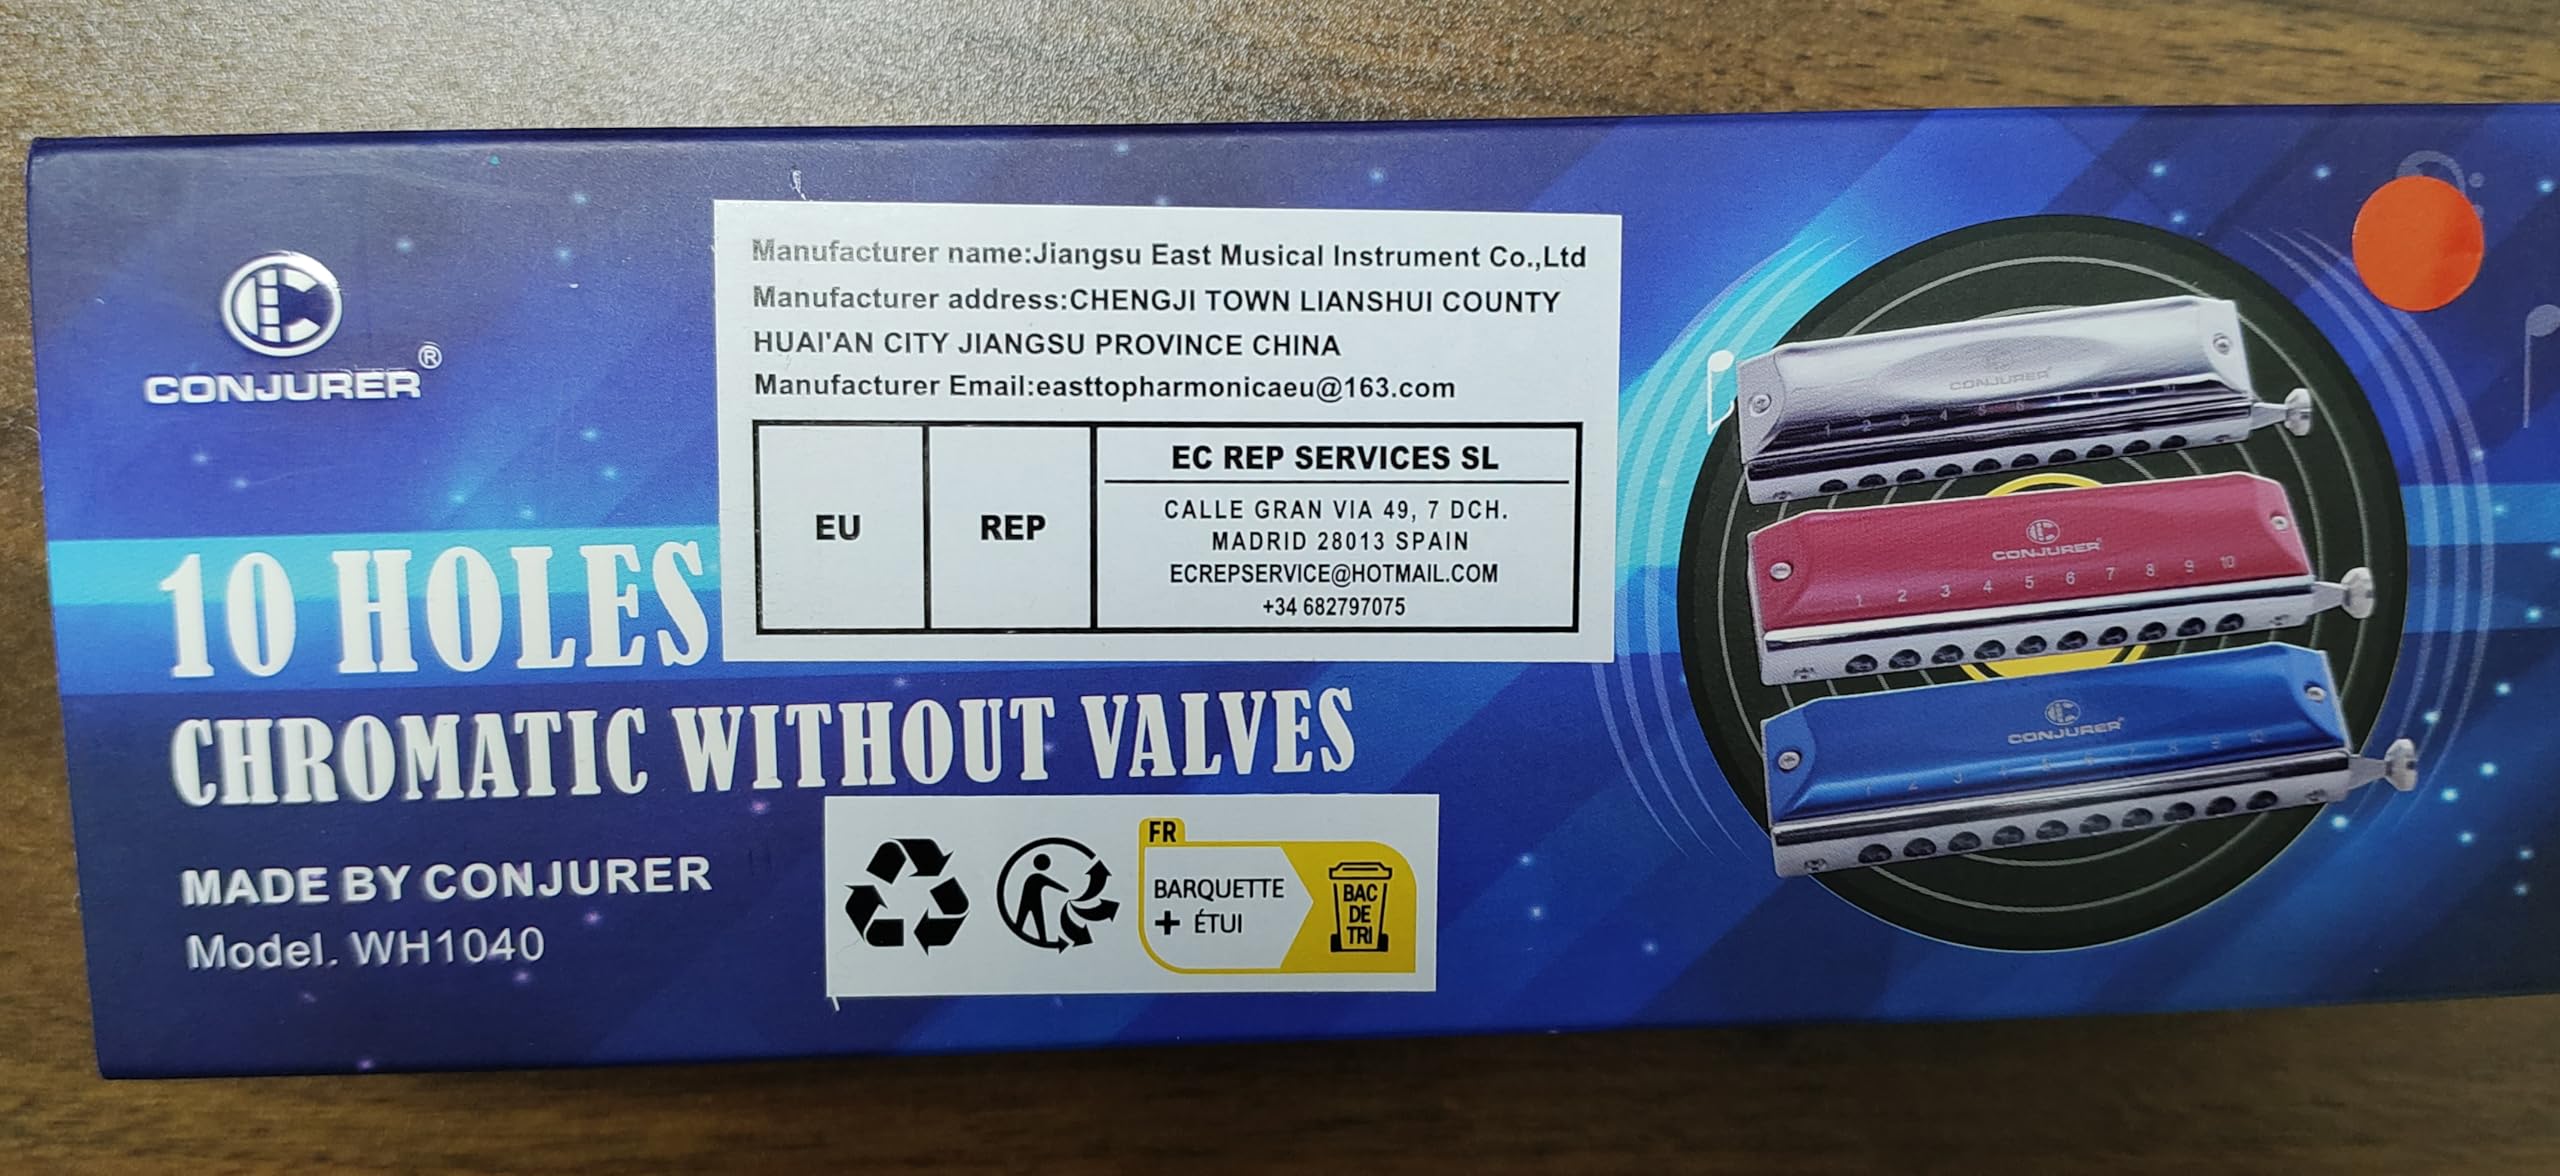 CONJURER®
Manufacturer name:Jiangsu East Musical Instrument Co.,Ltd
Manufacturer address:CHENGJI TOWN LIANSHUI COUNTY
HUAI'AN CITY JIANGSU PROVINCE CHINA
Manufacturer Email:easttopharmonicaeu@163.com
EU
REP
EC REP SERVICES SL
CALLE GRAN VIA 49, 7 DCH.
MADRID 28013 SPAIN
ECREPSERVICE@HOTMAIL.COM
+34 682797075
10 HOLES
CHROMATIC WITHOUT VALVES
MADE BY CONJURER
Model. WH1040
FR
BARQUETTE
+ ÉTUI
BAC
DE
TRI
CONJURER
CONJURER
1 2 3 4 5 6 7 8 9 10
CONJURER